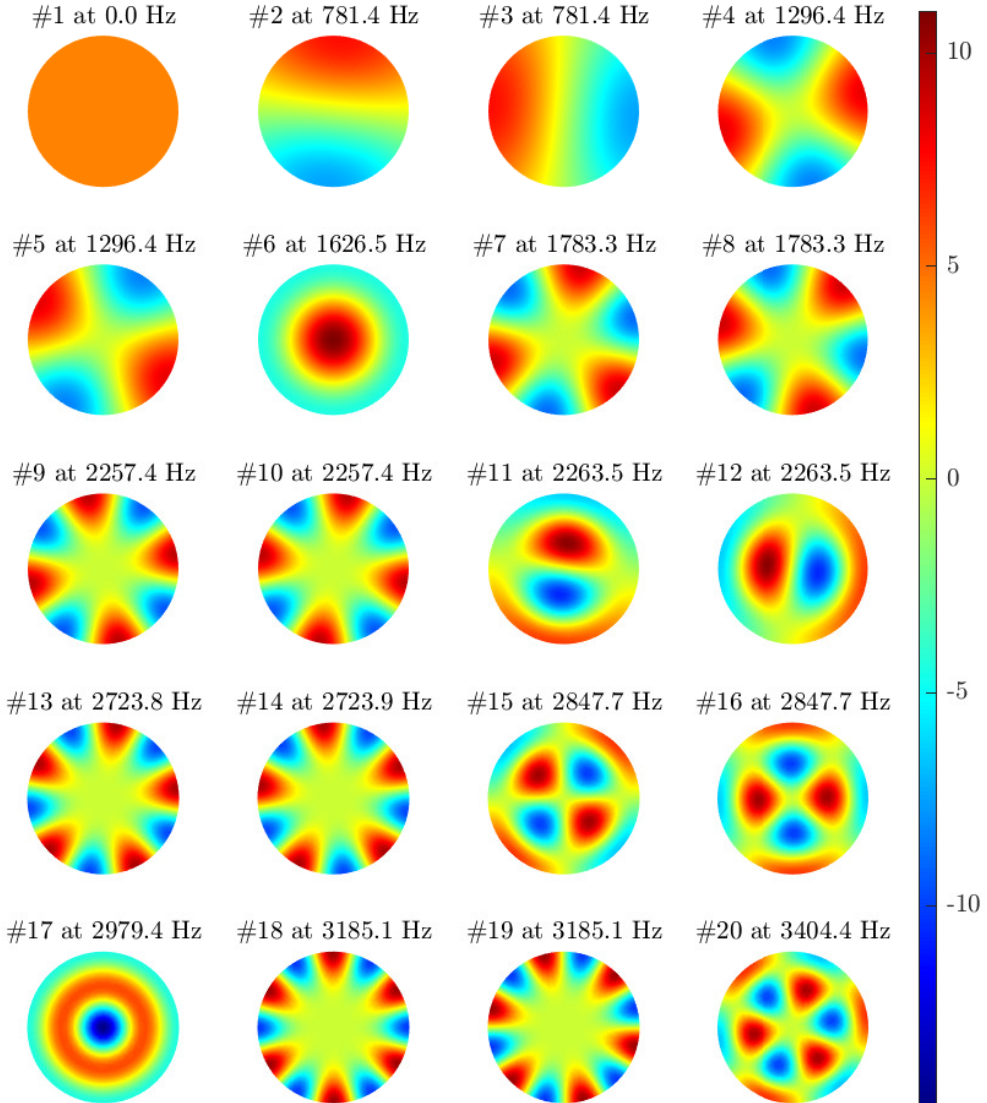 #1 at 0.0 Hz
#2 at 781.4 Hz
#3 at 781.4 Hz
#4 at 1296.4 Hz
#5 at 1296.4 Hz
#6 at 1626.5 Hz
#7 at 1783.3 Hz
#8 at 1783.3 Hz
#9 at 2257.4 Hz
#10 at 2257.4 Hz
#11 at 2263.5 Hz
#12 at 2263.5 Hz
#13 at 2723.8 Hz
#14 at 2723.9 Hz
#15 at 2847.7 Hz
#16 at 2847.7 Hz
#17 at 2979.4 Hz
#18 at 3185.1 Hz
#19 at 3185.1 Hz
#20 at 3404.4 Hz
10
5
0
-5
-10